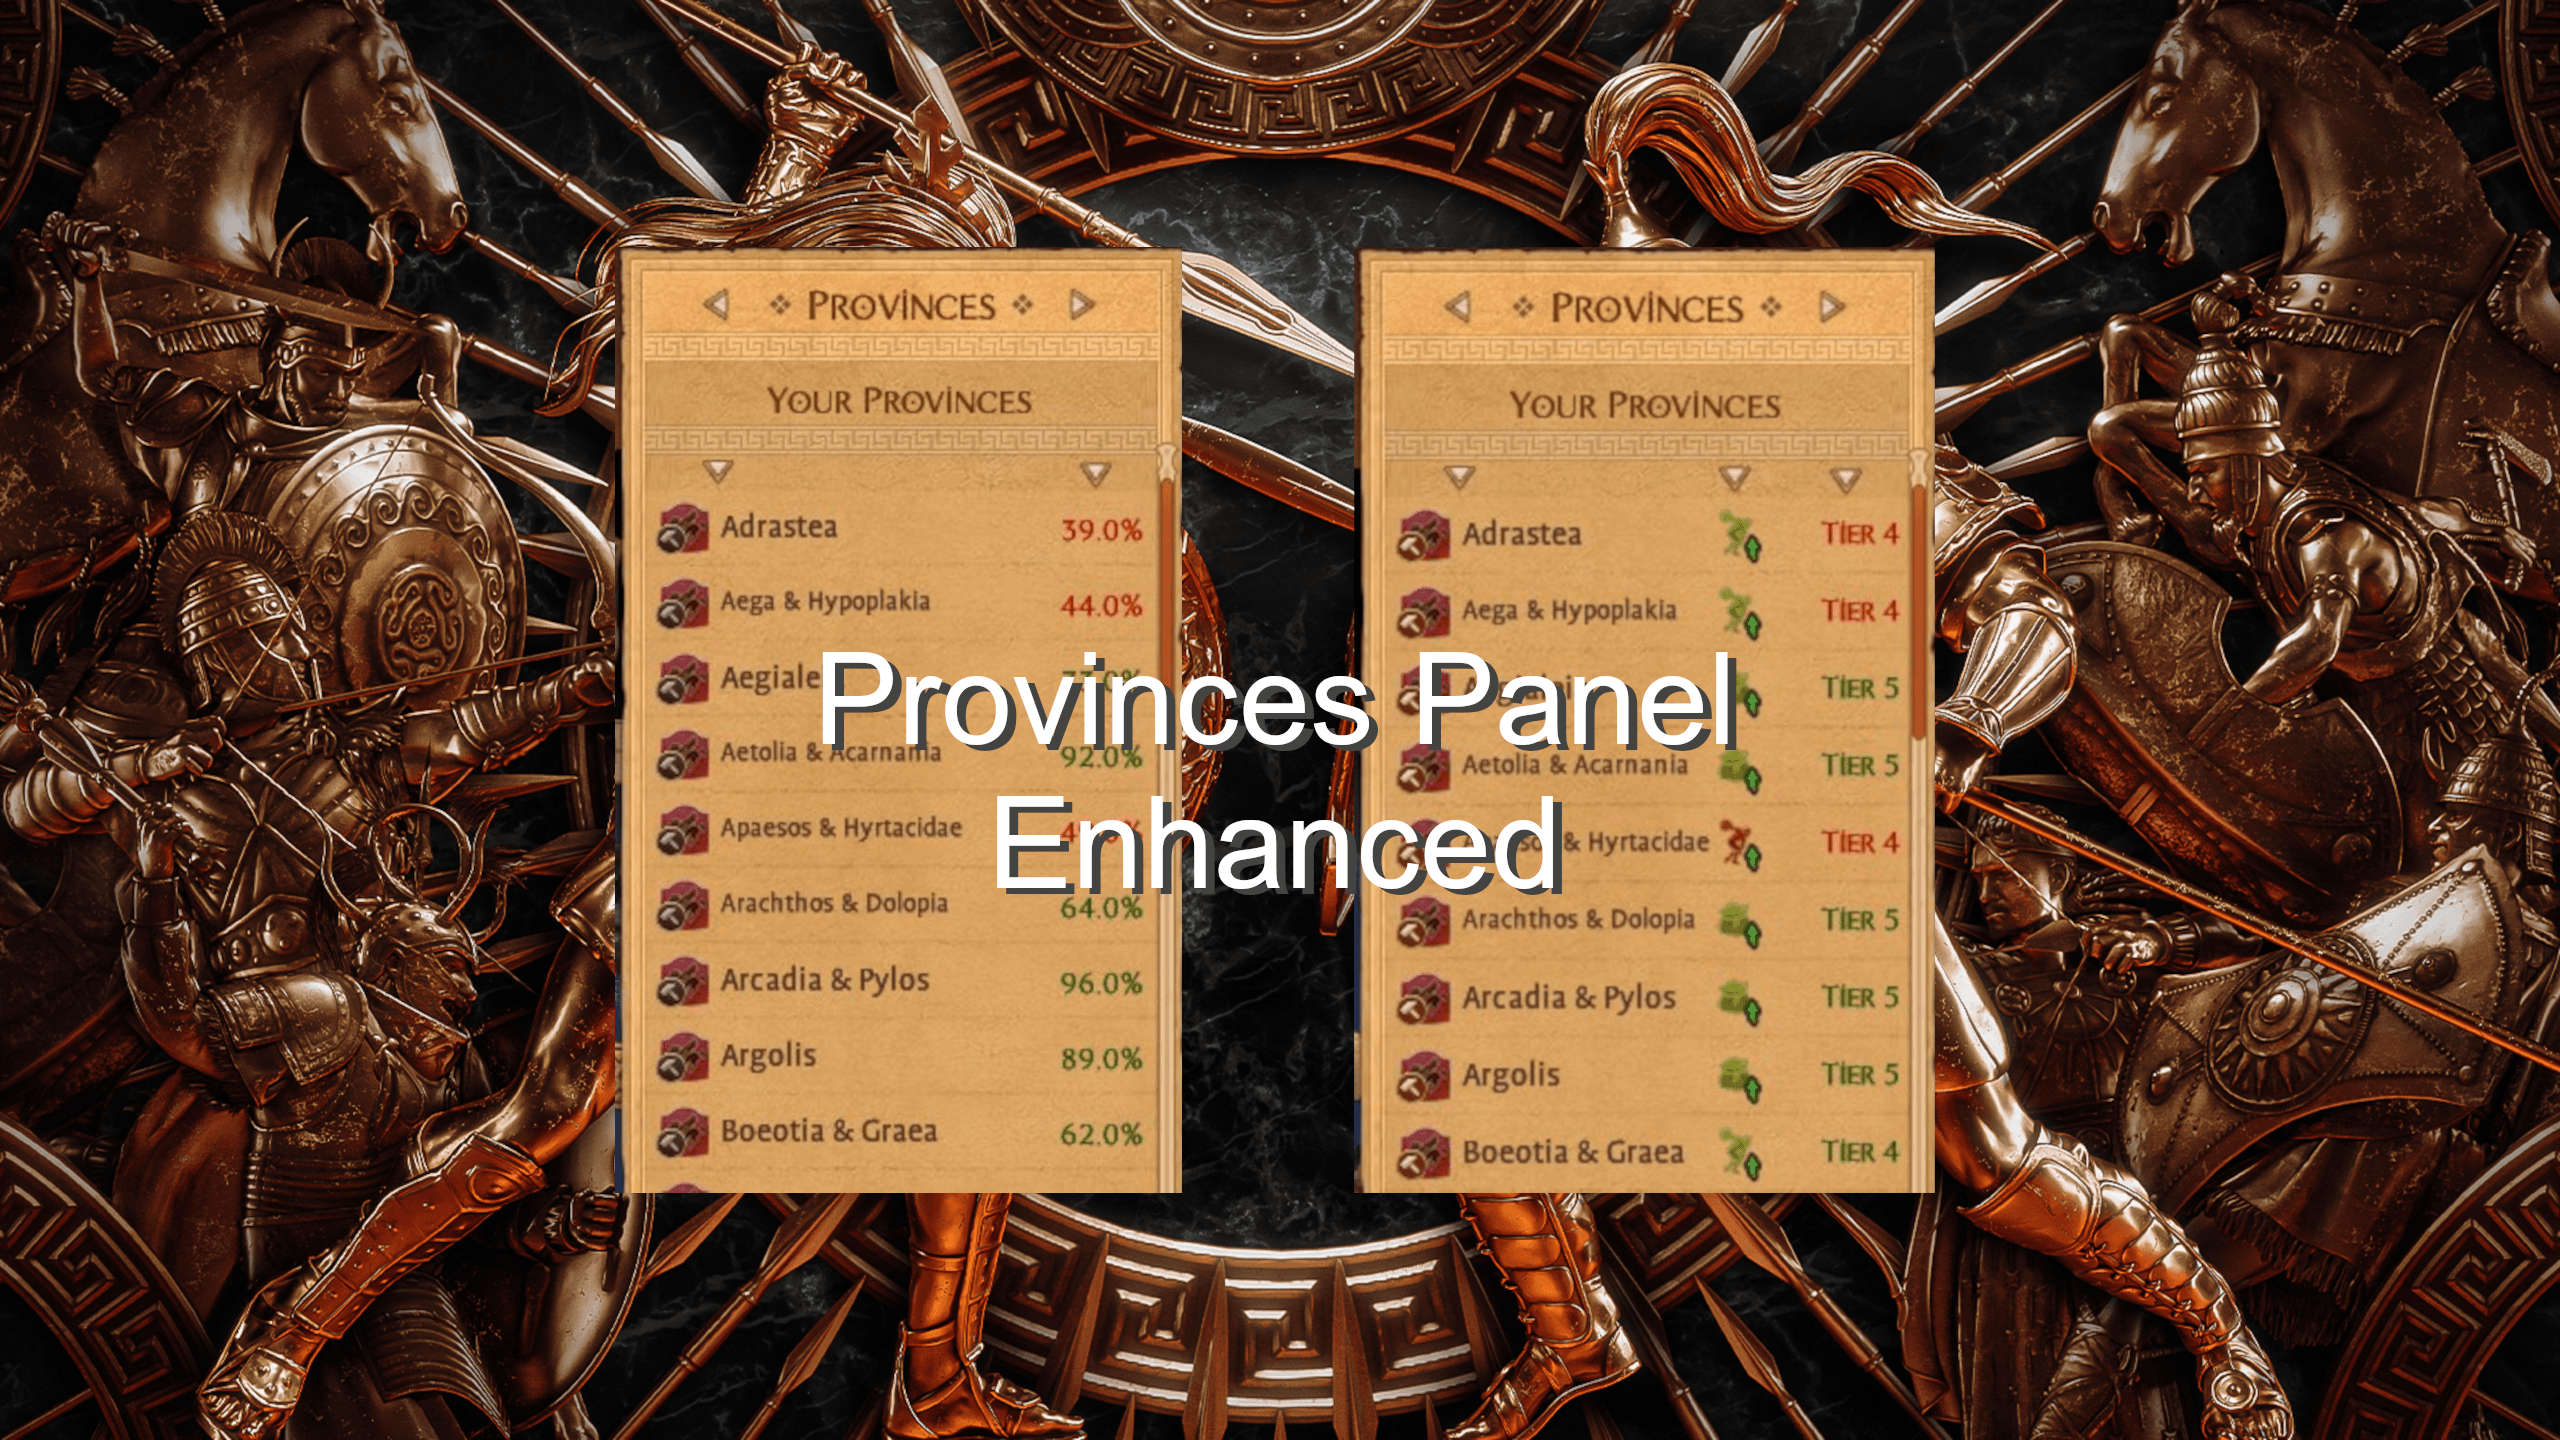 PROVINCES
YOUR PROVINCES
Adrastea 39.0%
Aega & Hypoplakia 44.0%
Aetolia & Acarnania 92.0%
Apaesos & Hyrtacidae
Arachthos & Dolopia 64.0%
Arcadia & Pylos 96.0%
Argolis 89.0%
Boeotia & Graea 62.0%
PROVINCES
YOUR PROVINCES
Adrastea TIER 4
Aega & Hypoplakia TIER 4
TIER 5
Aetolia & Acarnania TIER 5
& Hyrtacidae TIER 4
Arachthos & Dolopia TIER 5
Arcadia & Pylos TIER 5
Argolis TIER 5
Boeotia & Graea TIER 4
Provinces Panel
Enhanced